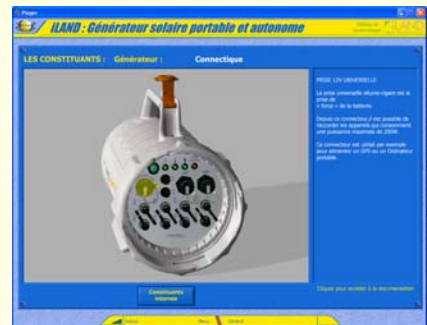 Player
iLAND : Générateur solaire portable et autonome
LES CONSTITUANTS : Générateur : Connectique
PRISE 12V UNIVERSELLE
La prise universelle allume-cigare est la
prise de
« force » de la batterie.
Depuis ce connecteur,il est possible de
raccorder les appareils qui consomment
une puissance maximale de 200W.
Ce connecteur est utilisé par exemple
pour alimenter un GPS ou un Ordinateur
portable.
Constituants
internes
Cliquer pour accéder à la documentation
Menu